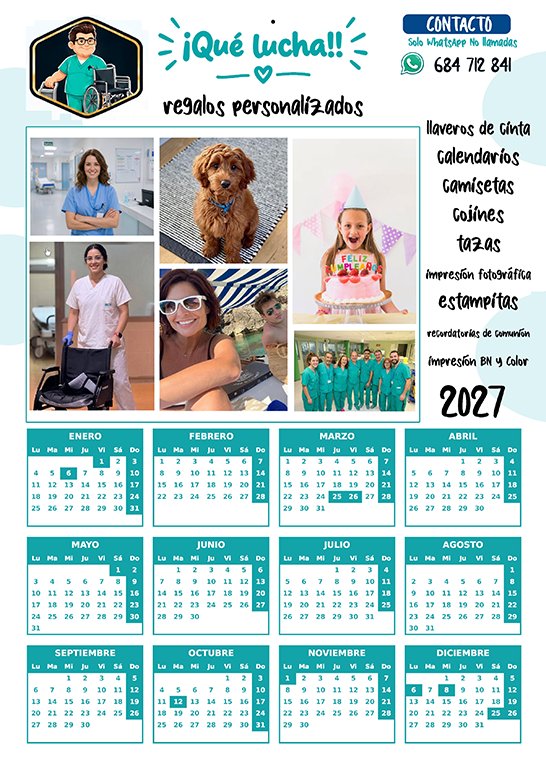 ¡Qué lucha!!
regalos personalizados
CONTACTO
Solo WhatsApp No llamadas
684 712 841
llaveros de cinta
calendarios
camisetas
cojines
tazas
impresión fotográfica
estampitas
recordatorios de comunión
impresión BN y Color
FELIZ
CUMPLEAÑOS
2027
ENERO
Lu Ma Mi Ju Vi Sá Do
1 2 3
4 5 6 7 8 9 10
11 12 13 14 15 16 17
18 19 20 21 22 23 24
25 26 27 28 29 30 31
FEBRERO
Lu Ma Mi Ju Vi Sá Do
1 2 3 4 5 6 7
8 9 10 11 12 13 14
15 16 17 18 19 20 21
22 23 24 25 26 27 28
MARZO
Lu Ma Mi Ju Vi Sá Do
1 2 3 4 5 6 7
8 9 10 11 12 13 14
15 16 17 18 19 20 21
22 23 24 25 26 27 28
29 30 31
ABRIL
Lu Ma Mi Ju Vi Sá Do
1 2 3 4
5 6 7 8 9 10 11
12 13 14 15 16 17 18
19 20 21 22 23 24 25
26 27 28 29 30
MAYO
Lu Ma Mi Ju Vi Sá Do
1 2
3 4 5 6 7 8 9
10 11 12 13 14 15 16
17 18 19 20 21 22 23
24 25 26 27 28 29 30
31
JUNIO
Lu Ma Mi Ju Vi Sá Do
1 2 3 4 5 6
7 8 9 10 11 12 13
14 15 16 17 18 19 20
21 22 23 24 25 26 27
28 29 30
JULIO
Lu Ma Mi Ju Vi Sá Do
1 2 3 4
5 6 7 8 9 10 11
12 13 14 15 16 17 18
19 20 21 22 23 24 25
26 27 28 29 30 31
AGOSTO
Lu Ma Mi Ju Vi Sá Do
1
2 3 4 5 6 7 8
9 10 11 12 13 14 15
16 17 18 19 20 21 22
23 24 25 26 27 28 29
30 31
SEPTIEMBRE
Lu Ma Mi Ju Vi Sá Do
1 2 3 4 5
6 7 8 9 10 11 12
13 14 15 16 17 18 19
20 21 22 23 24 25 26
27 28 29 30
OCTUBRE
Lu Ma Mi Ju Vi Sá Do
1 2 3
4 5 6 7 8 9 10
11 12 13 14 15 16 17
18 19 20 21 22 23 24
25 26 27 28 29 30 31
NOVIEMBRE
Lu Ma Mi Ju Vi Sá Do
1 2 3 4 5 6 7
8 9 10 11 12 13 14
15 16 17 18 19 20 21
22 23 24 25 26 27 28
29 30
DICIEMBRE
Lu Ma Mi Ju Vi Sá Do
1 2 3 4 5
6 7 8 9 10 11 12
13 14 15 16 17 18 19
20 21 22 23 24 25 26
27 28 29 30 31